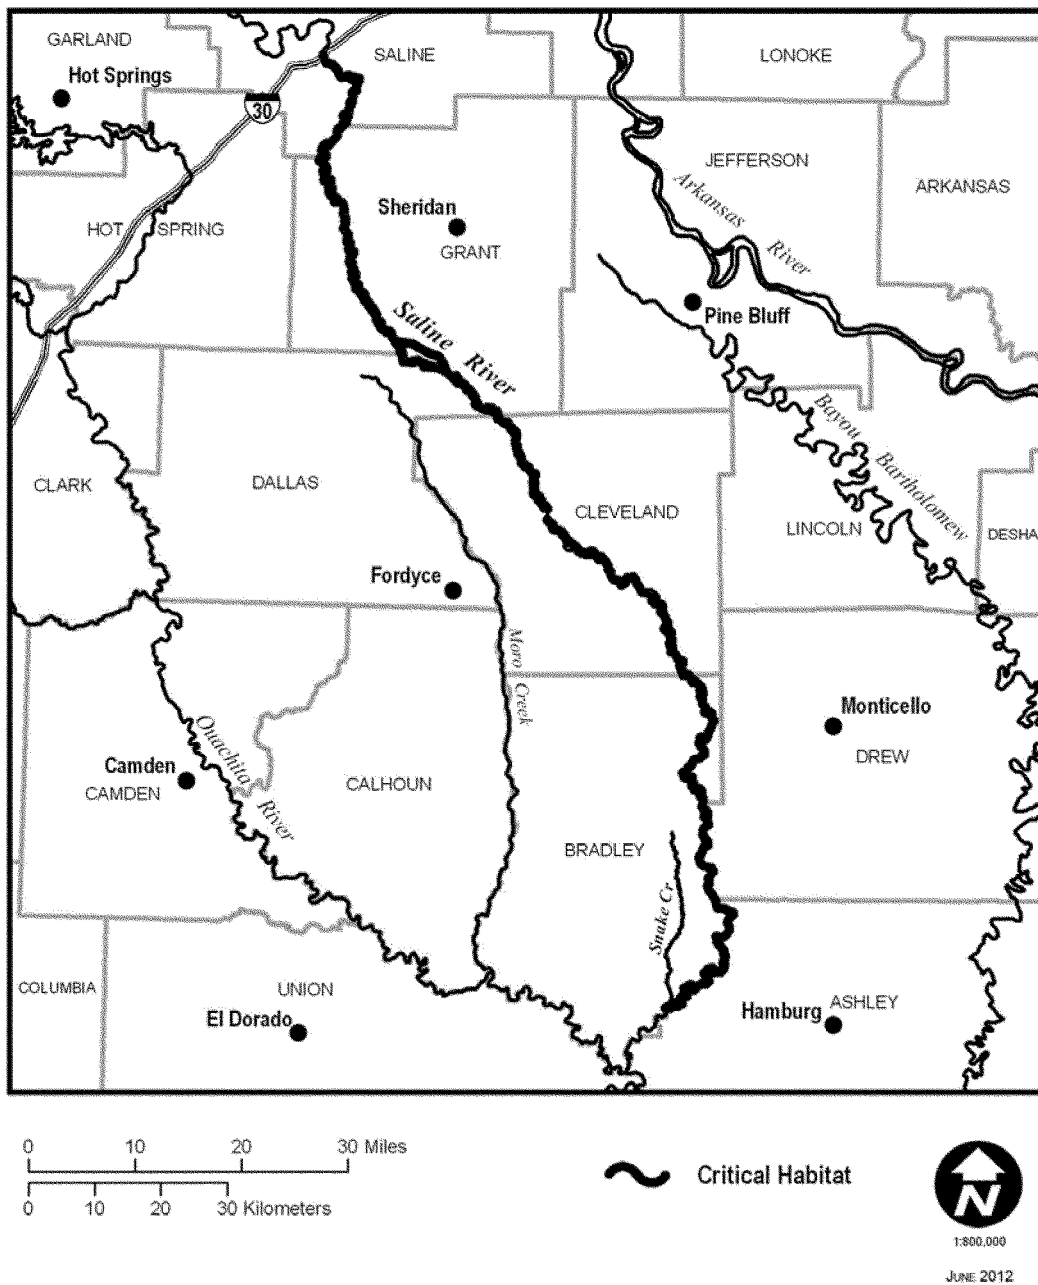 GARLAND
Hot Springs
SALINE
LONOKE
30
JEFFERSON
ARKANSAS
Arkansas River
HOT SPRING
Sheridan
GRANT
Pine Bluff
Saline River
Bayou Bartholomew
CLARK
DALLAS
CLEVELAND
LINCOLN
DESHA
Fordyce
Moro Creek
Monticello
DREW
Ouachita River
Camden
CAMDEN
CALHOUN
BRADLEY
Snake Cr
COLUMBIA
UNION
El Dorado
Hamburg
ASHLEY
0 10 20 30 Miles
0 10 20 30 Kilometers
Critical Habitat
N
1:800,000
JUNE 2012